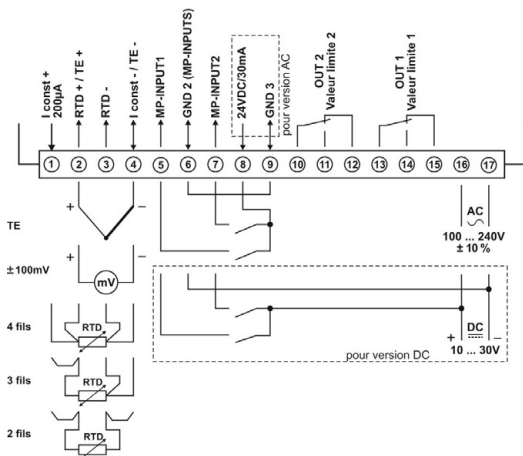 I const +
200µA
RTD + / TE +
RTD -
I const - / TE -
MP-INPUT1
GND 2 (MP-INPUTS)
MP-INPUT2
24VDC/30mA
GND 3
pour version AC
OUT 2
Valeur limite 2
OUT 1
Valeur limite 1
1 2 3 4 5 6 7 8 9 10 11 12 13 14 15 16 17
+ −
TE
AC
100 ... 240V
± 10 %
±100mV
+ −
mV
4 fils
RTD
+ DC −
10 ... 30V
pour version DC
3 fils
RTD
2 fils
RTD